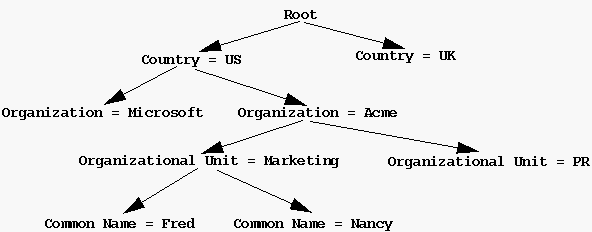 Root
Country = US
Country = UK
Organization = Microsoft
Organization = Acme
Organizational Unit = Marketing
Organizational Unit = PR
Common Name = Fred
Common Name = Nancy